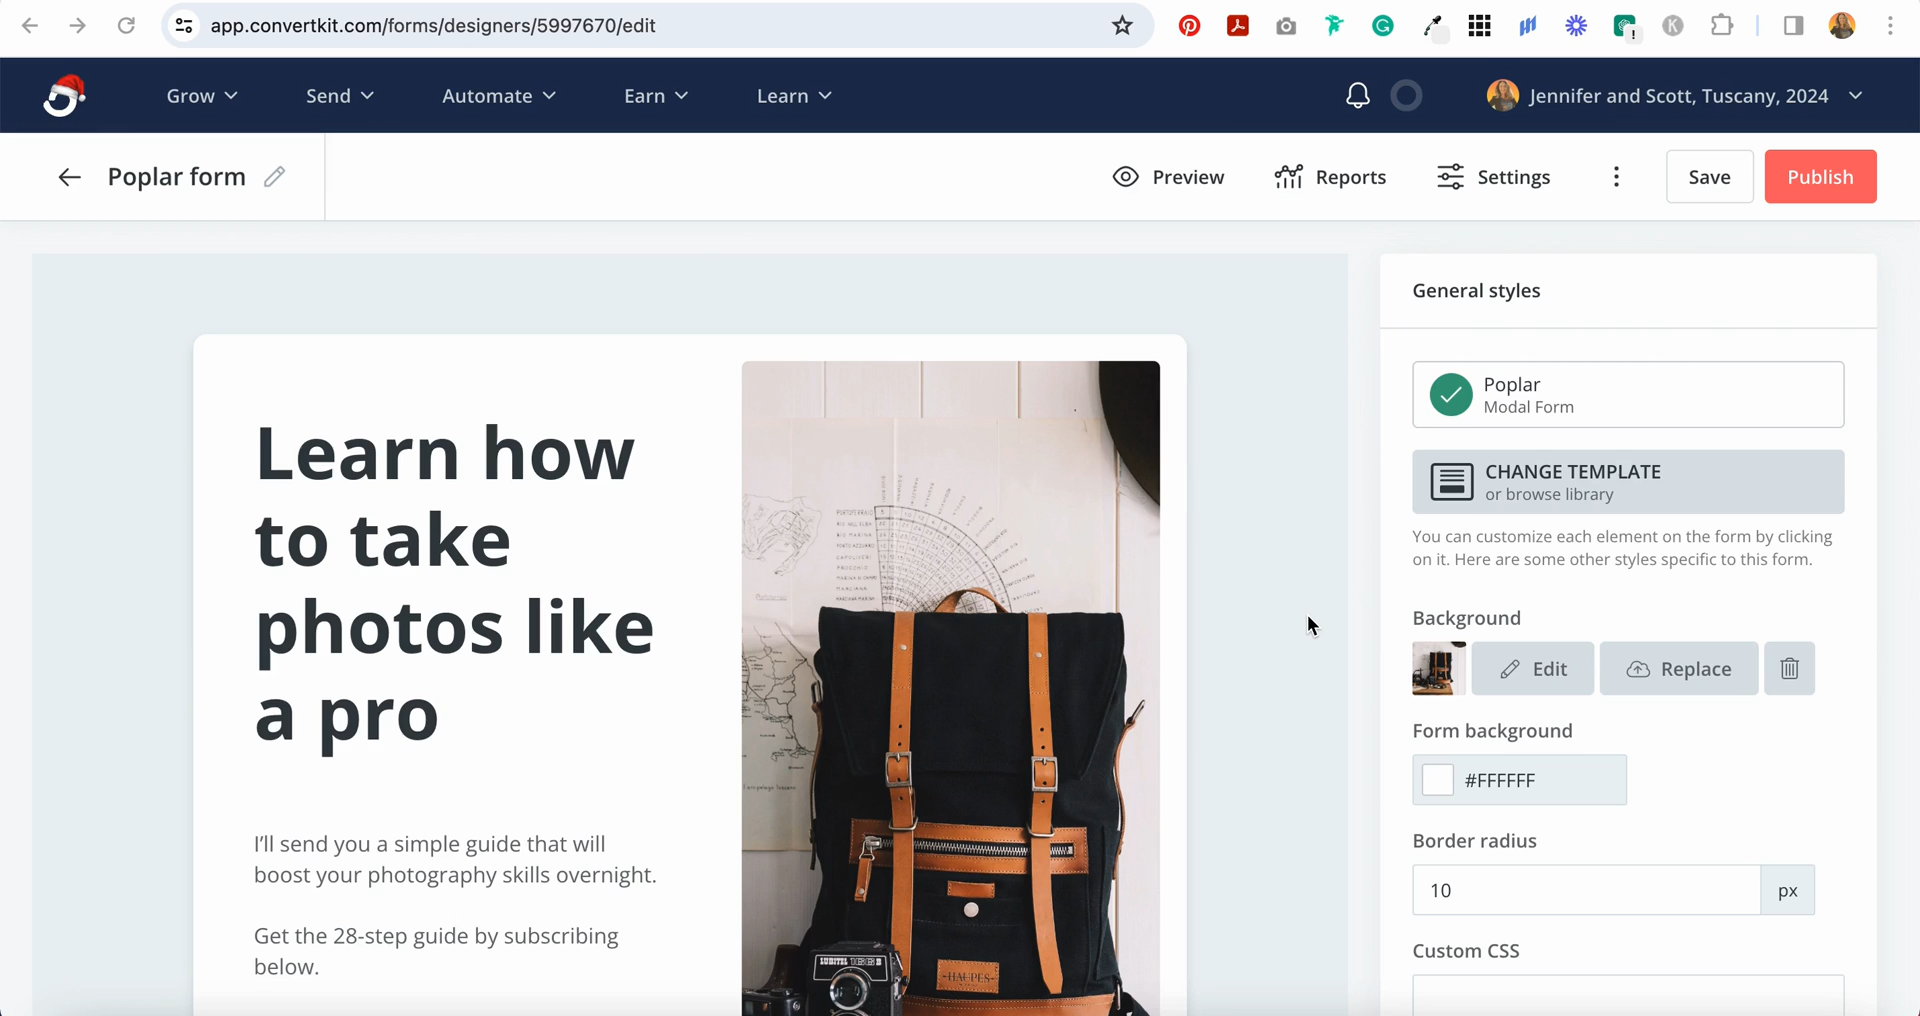 app.convertkit.com/forms/designers/5997670/edit
Grow
Send
Automate
Earn
Learn
Jennifer and Scott, Tuscany, 2024
Poplar form
Preview
Reports
Settings
Save
Publish
Learn how
to take
photos like
a pro
I'll send you a simple guide that will
boost your photography skills overnight.
Get the 28-step guide by subscribing
below.
LUBITEL 166B
HAUPES
General styles
Poplar
Modal Form
CHANGE TEMPLATE
or browse library
You can customize each element on the form by clicking
on it. Here are some other styles specific to this form.
Background
Edit
Replace
Form background
#FFFFFF
Border radius
10
px
Custom CSS